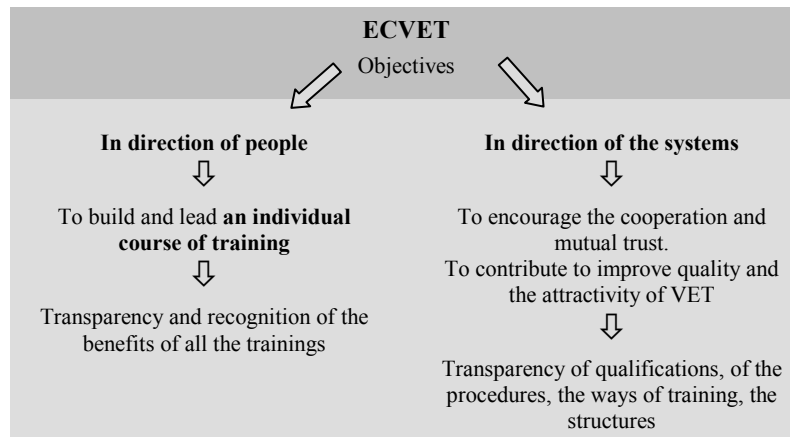 ECVET
Objectives
In direction of people
To build and lead an individual
course of training
Transparency and recognition of the
benefits of all the trainings
In direction of the systems
To encourage the cooperation and
mutual trust.
To contribute to improve quality and
the attractivity of VET
Transparency of qualifications, of the
procedures, the ways of training, the
structures